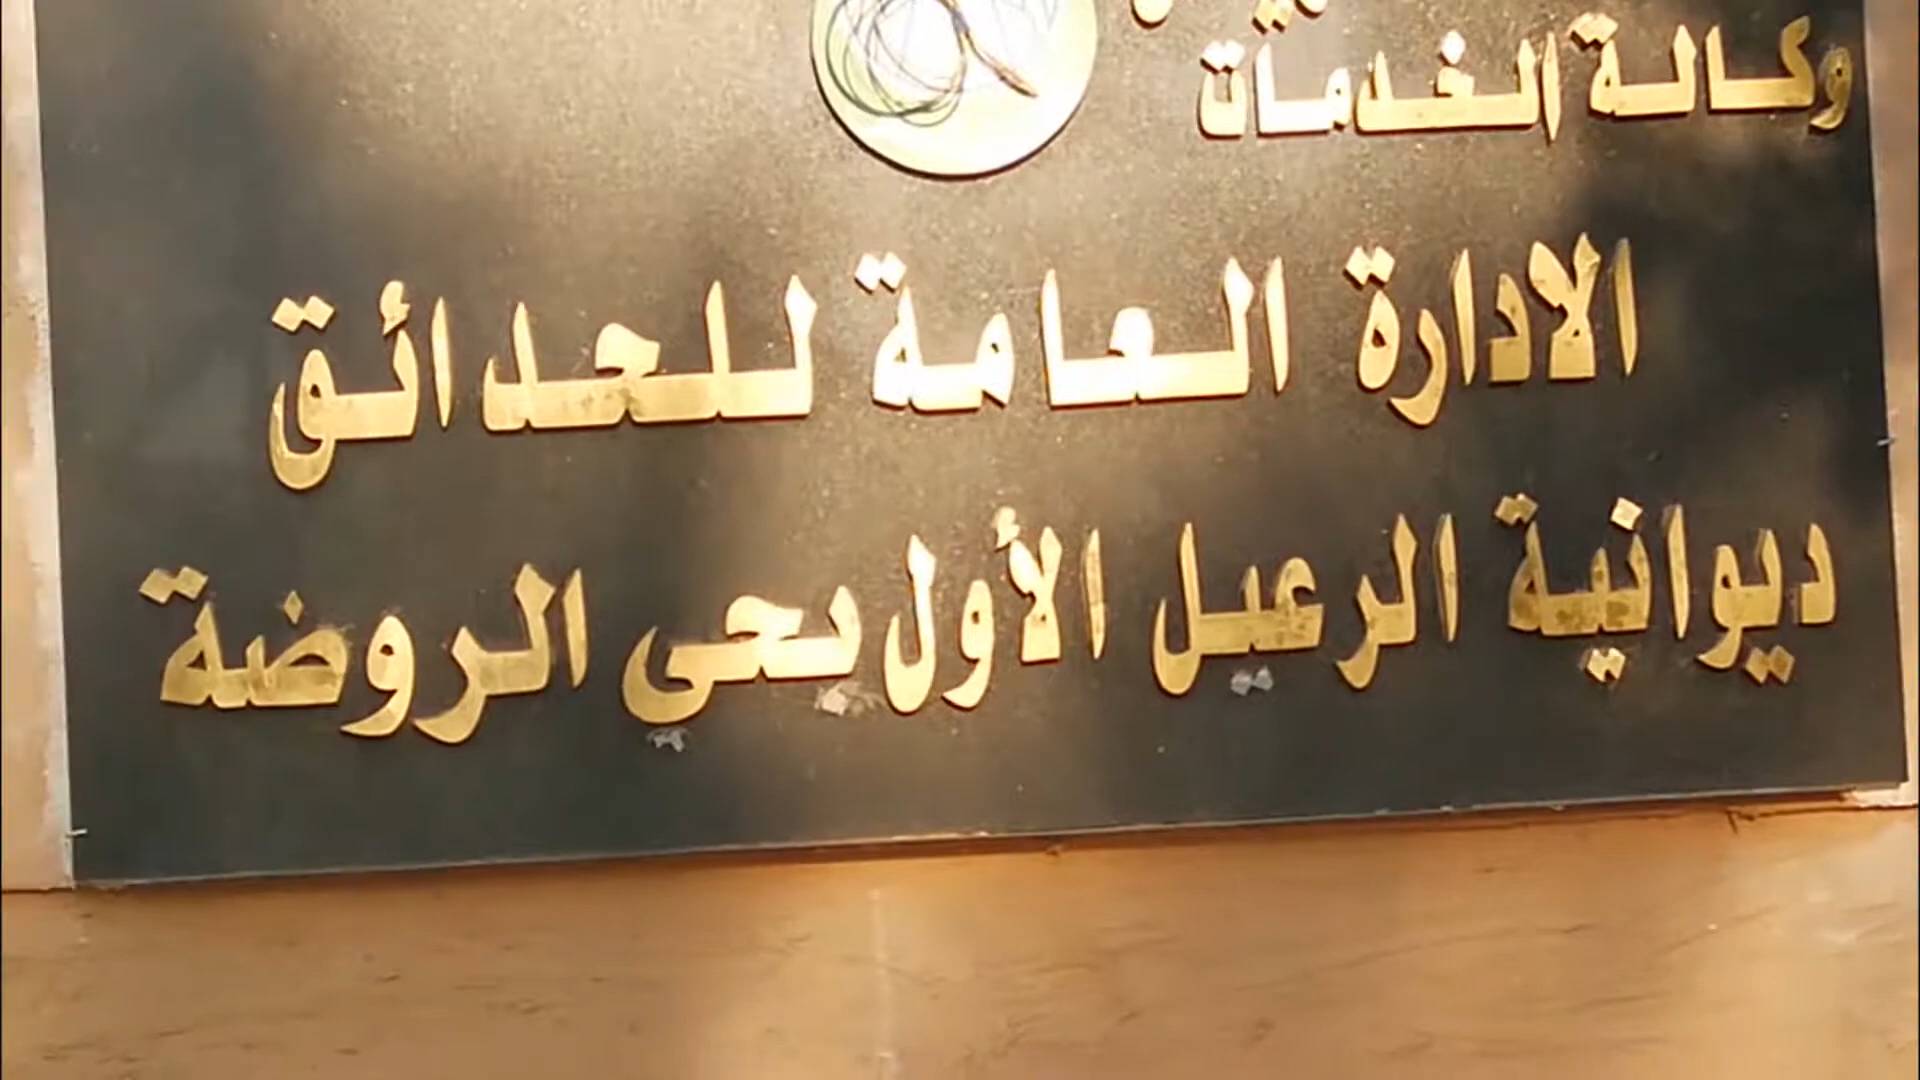 وكالة الخدمات
الادارة العامة للحدائق
ديوانية الرعيل الأول بحي الروضة